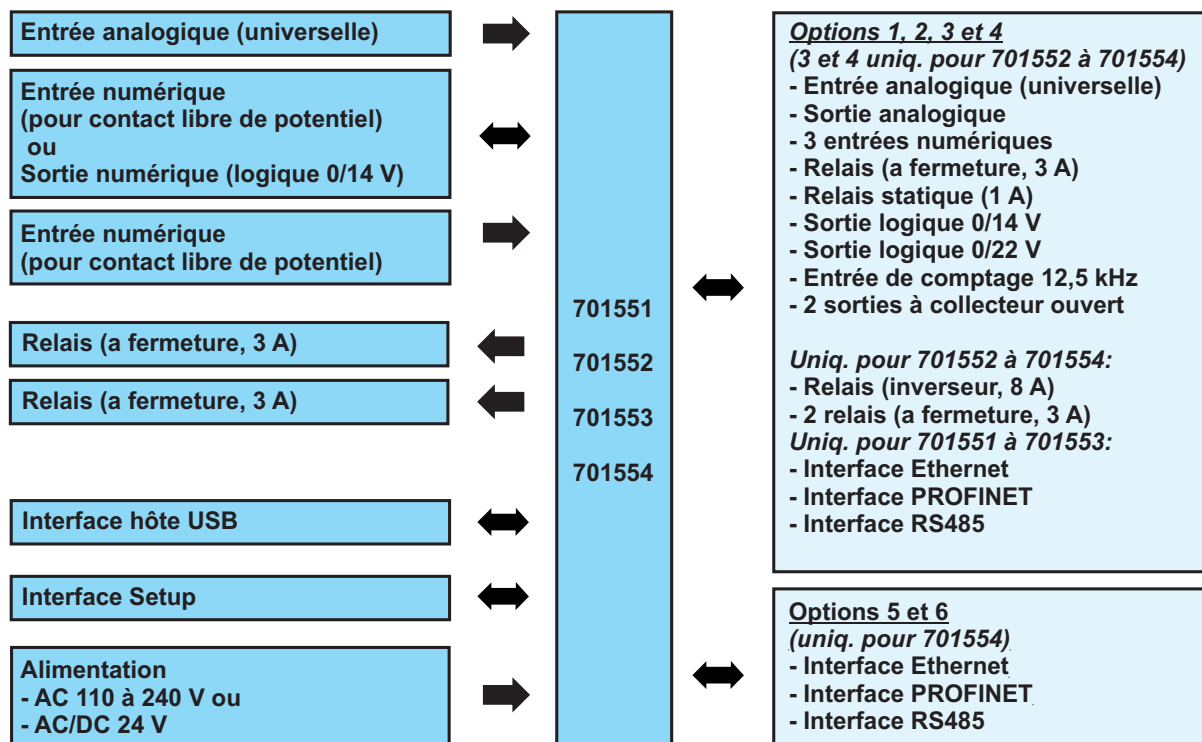 Entrée analogique (universelle)
Entrée numérique
(pour contact libre de potentiel)
ou
Sortie numérique (logique 0/14 V)
Entrée numérique
(pour contact libre de potentiel)
Relais (a fermeture, 3 A)
Relais (a fermeture, 3 A)
Interface hôte USB
Interface Setup
Alimentation
- AC 110 à 240 V ou
- AC/DC 24 V
701551
701552
701553
701554
Options 1, 2, 3 et 4
(3 et 4 uniq. pour 701552 à 701554)
- Entrée analogique (universelle)
- Sortie analogique
- 3 entrées numériques
- Relais (a fermeture, 3 A)
- Relais statique (1 A)
- Sortie logique 0/14 V
- Sortie logique 0/22 V
- Entrée de comptage 12,5 kHz
- 2 sorties à collecteur ouvert
Uniq. pour 701552 à 701554:
- Relais (inverseur, 8 A)
- 2 relais (a fermeture, 3 A)
Uniq. pour 701551 à 701553:
- Interface Ethernet
- Interface PROFINET
- Interface RS485
Options 5 et 6
(uniq. pour 701554)
- Interface Ethernet
- Interface PROFINET
- Interface RS485